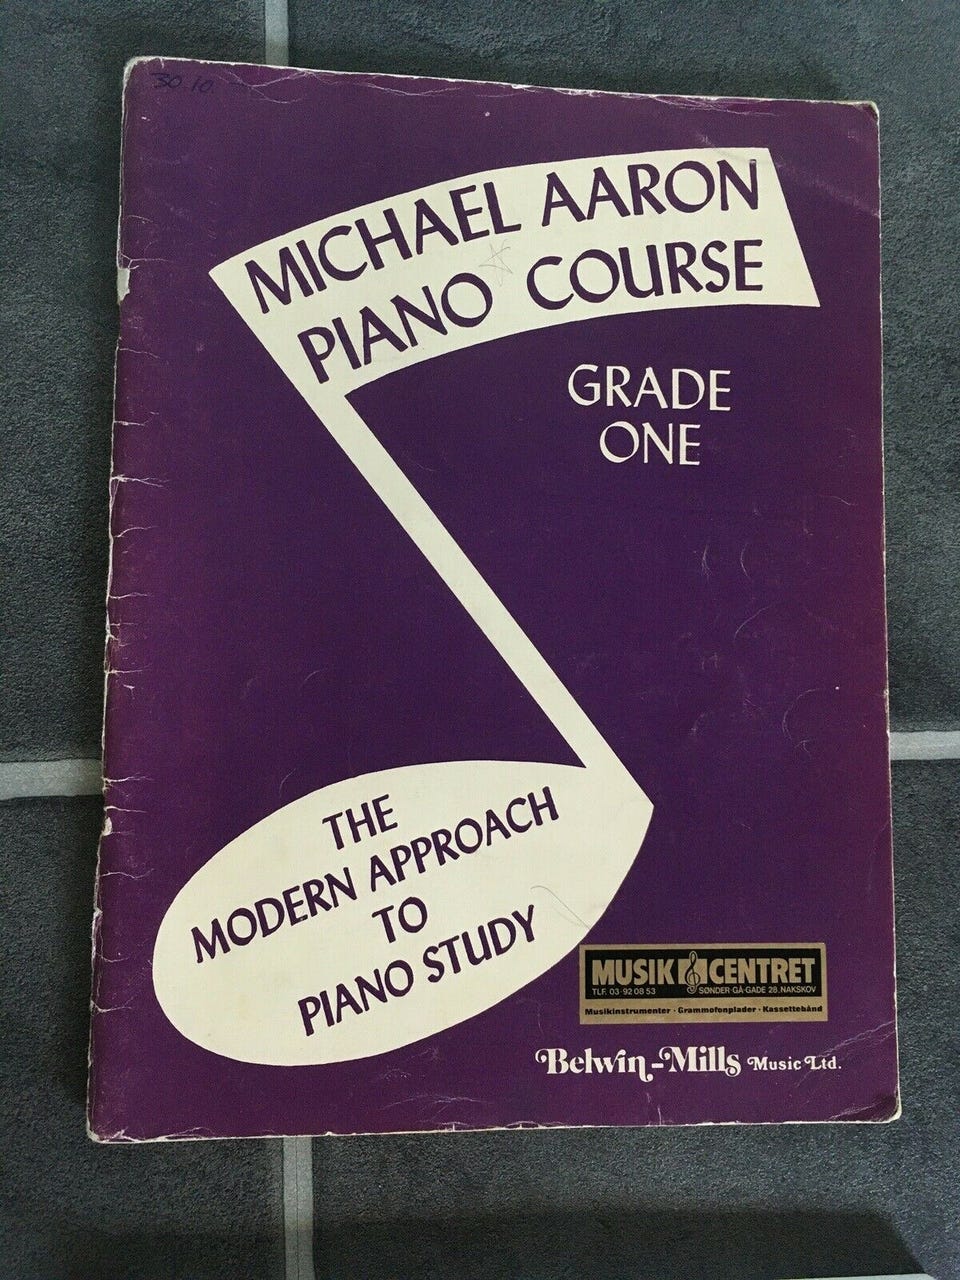 30.10
MICHAEL AARON
PIANO COURSE
GRADE
ONE
THE
MODERN APPROACH
TO
PIANO STUDY
MUSIK CENTRET
TLF. 03·92 08 53 SØNDER-GÅ-GADE 28. NAKSKOV
Musikinstrumenter · Grammofonplader · Kassettebånd
Belwin-Mills Music Ltd.